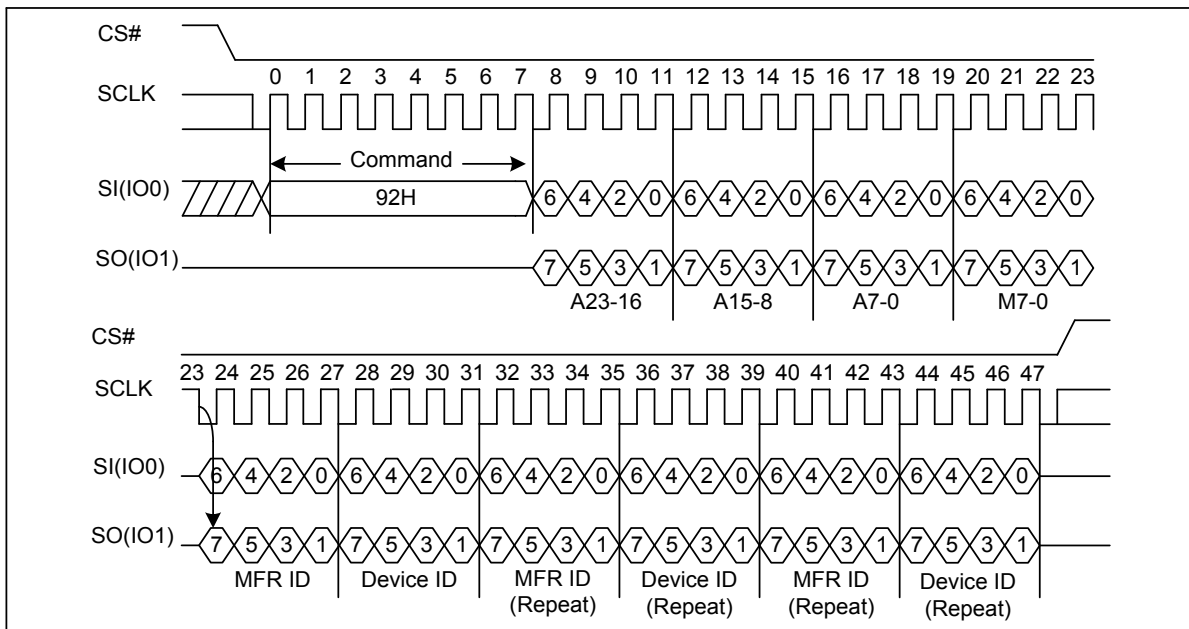 CS#
0 1 2 3 4 5 6 7 8 9 10 11 12 13 14 15 16 17 18 19 20 21 22 23
SCLK
Command
SI(IO0) 92H 6 4 2 0 6 4 2 0 6 4 2 0 6 4 2 0
SO(IO1) 7 5 3 1 7 5 3 1 7 5 3 1 7 5 3 1
A23-16 A15-8 A7-0 M7-0
CS#
23 24 25 26 27 28 29 30 31 32 33 34 35 36 37 38 39 40 41 42 43 44 45 46 47
SCLK
SI(IO0) 6 4 2 0 6 4 2 0 6 4 2 0 6 4 2 0 6 4 2 0 6 4 2 0
SO(IO1) 7 5 3 1 7 5 3 1 7 5 3 1 7 5 3 1 7 5 3 1 7 5 3 1
MFR ID Device ID MFR ID Device ID MFR ID Device ID
(Repeat) (Repeat) (Repeat) (Repeat)